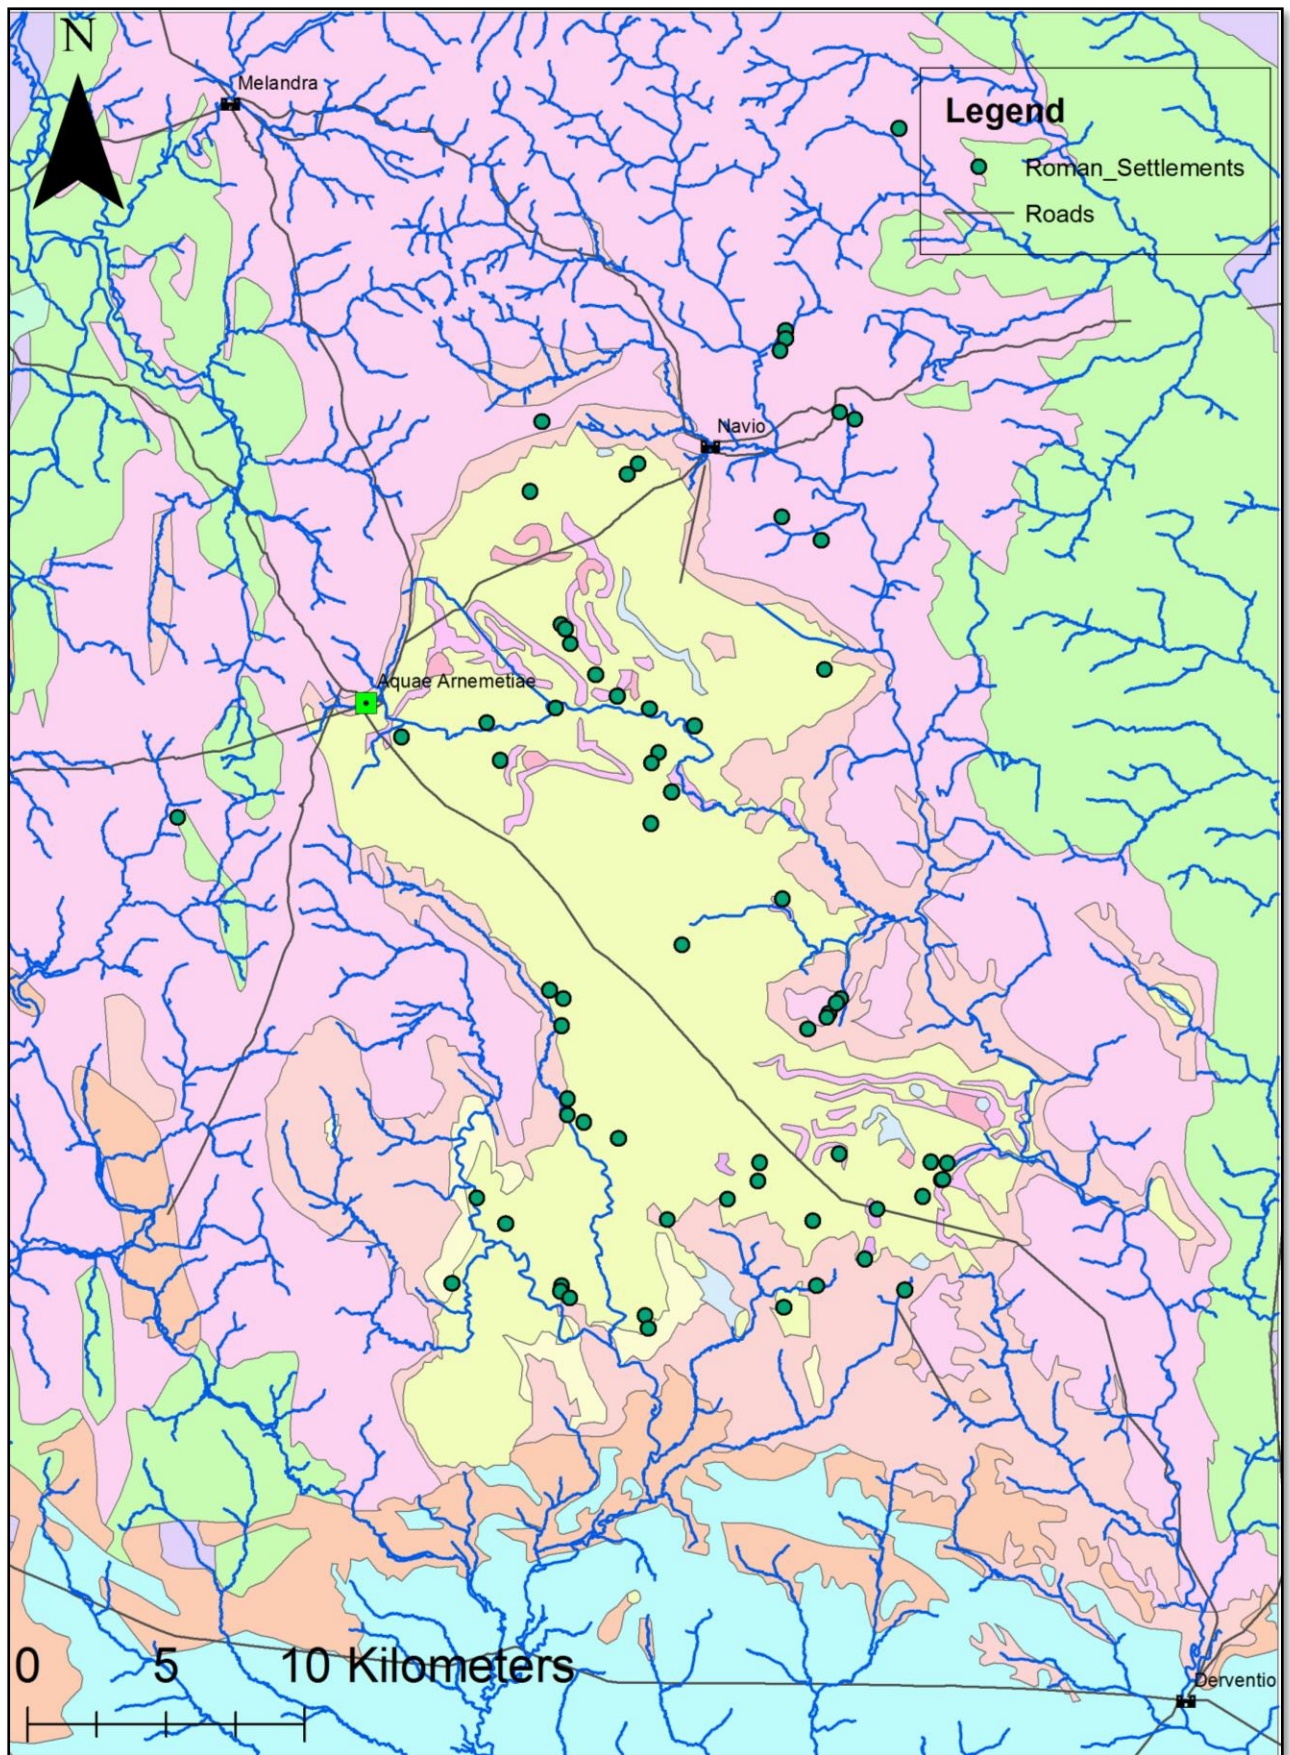 N
Melandra
Legend
Roman_Settlements
Roads
Navio
Aquae Arnemetiae
0 5 10 Kilometers
Derventio